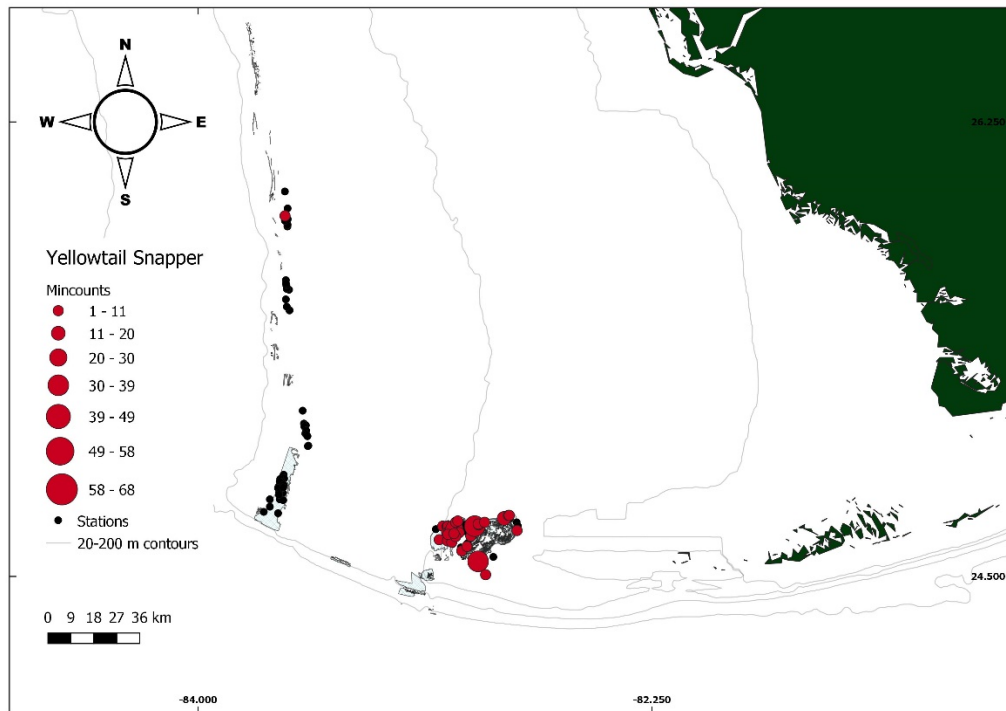 N
W E
S
26.250
Yellowtail Snapper
Mincounts
1 - 11
11 - 20
20 - 30
30 - 39
39 - 49
49 - 58
58 - 68
Stations
20-200 m contours
24.500
0 9 18 27 36 km
-84.000 -82.250